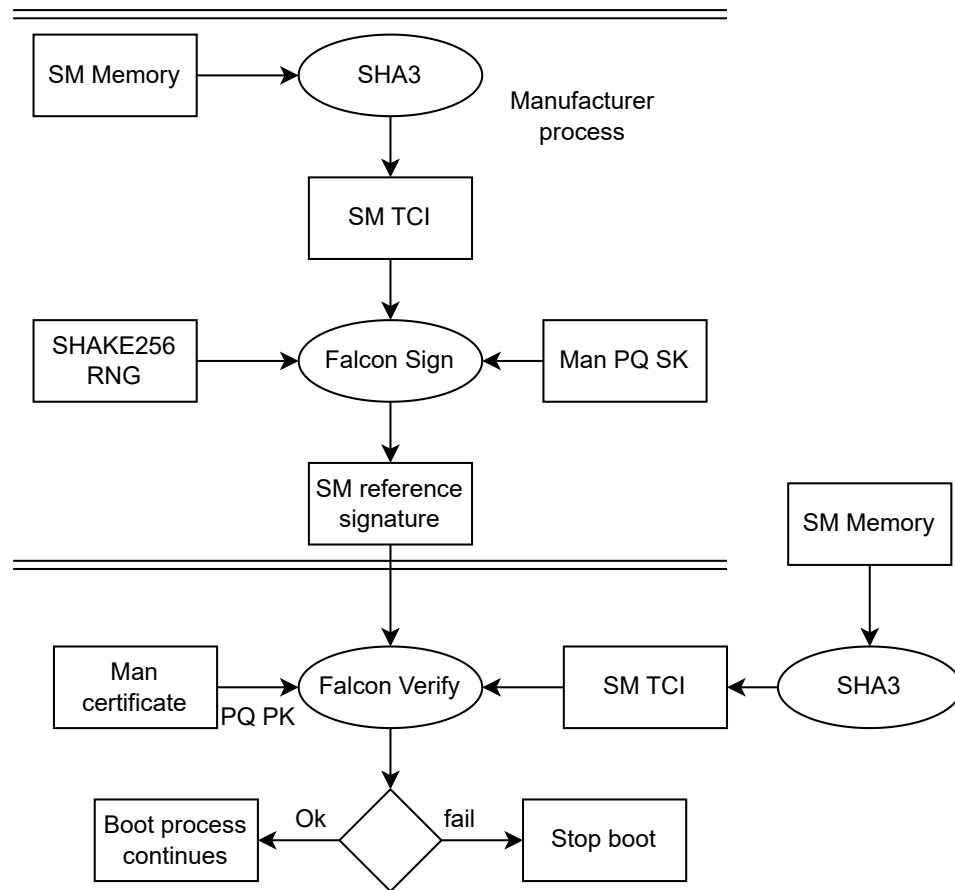 SM Memory
SHA3
Manufacturer
process
SM TCI
SHAKE256
RNG
Falcon Sign
Man PQ SK
SM reference
signature
SM Memory
Man
certificate
PQ PK
Falcon Verify
SM TCI
SHA3
Boot process
continues
Ok
fail
Stop boot